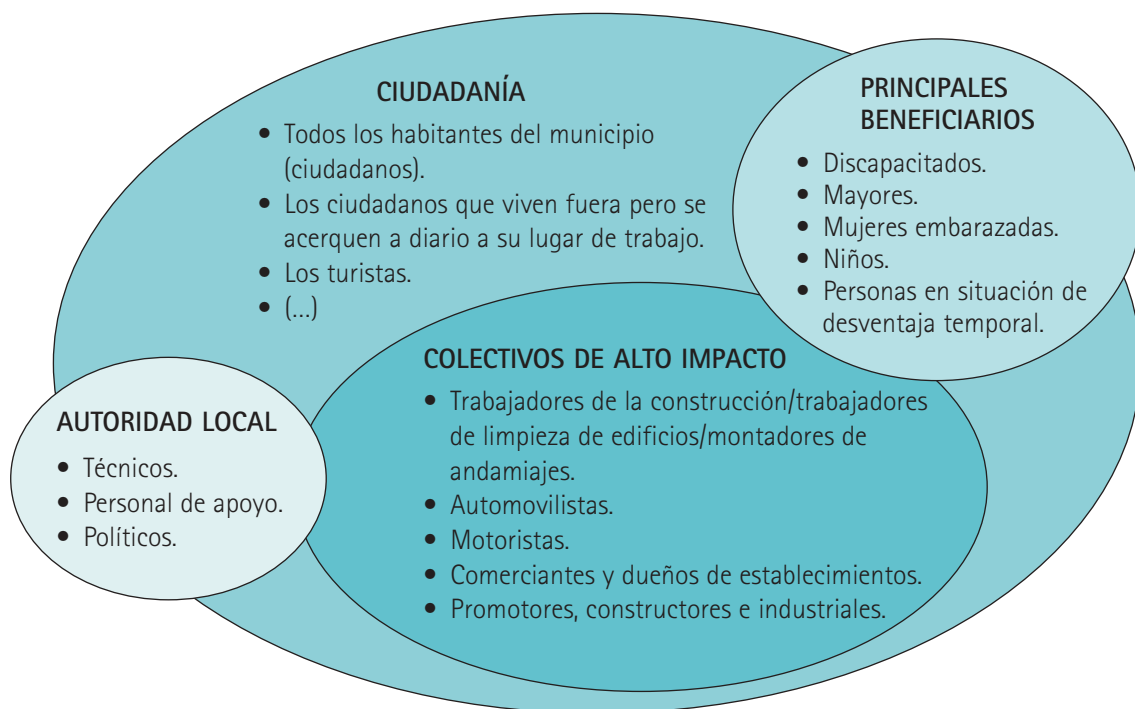 CIUDADANÍA
• Todos los habitantes del municipio
(ciudadanos).
• Los ciudadanos que viven fuera pero se
acerquen a diario a su lugar de trabajo.
• Los turistas.
• (...)
PRINCIPALES
BENEFICIARIOS
• Discapacitados.
• Mayores.
• Mujeres embarazadas.
• Niños.
• Personas en situación de
desventaja temporal.
COLECTIVOS DE ALTO IMPACTO
• Trabajadores de la construcción/trabajadores
de limpieza de edificios/montadores de
andamiajes.
• Automovilistas.
• Motoristas.
• Comerciantes y dueños de establecimientos.
• Promotores, constructores e industriales.
AUTORIDAD LOCAL
• Técnicos.
• Personal de apoyo.
• Políticos.